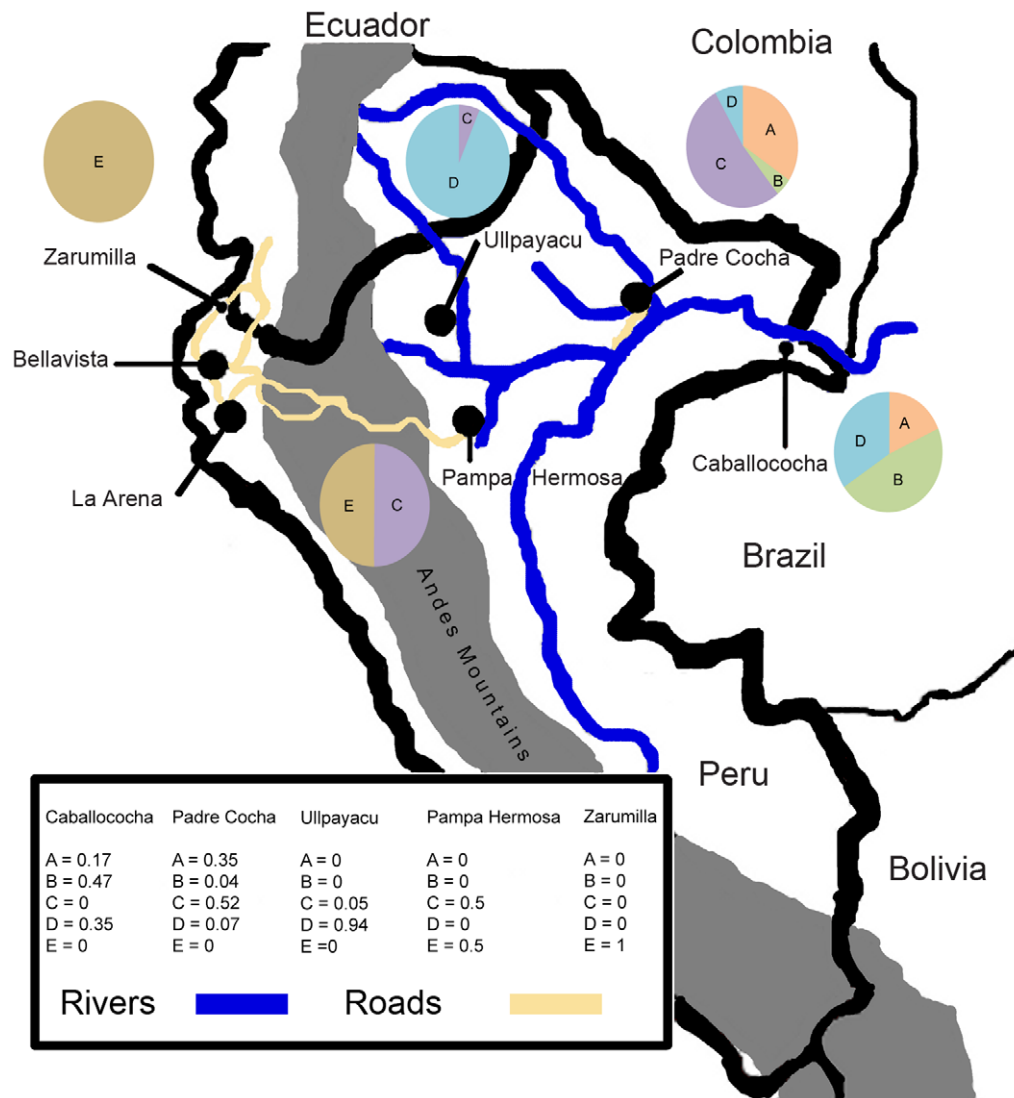 Ecuador
Colombia
E
C
D
D
A
C
B
Ullpayacu
Zarumilla
Padre Cocha
Bellavista
Caballococha
A
D
B
La Arena
Pampa Hermosa
E
C
Brazil
Andes Mountains
Peru
Bolivia
Caballococha Padre Cocha Ullpayacu Pampa Hermosa Zarumilla
A = 0.17 A = 0.35 A = 0 A = 0 A = 0
B = 0.47 B = 0.04 B = 0 B = 0 B = 0
C = 0 C = 0.52 C = 0.05 C = 0.5 C = 0
D = 0.35 D = 0.07 D = 0.94 D = 0 D = 0
E = 0 E = 0 E =0 E = 0.5 E = 1
Rivers Roads